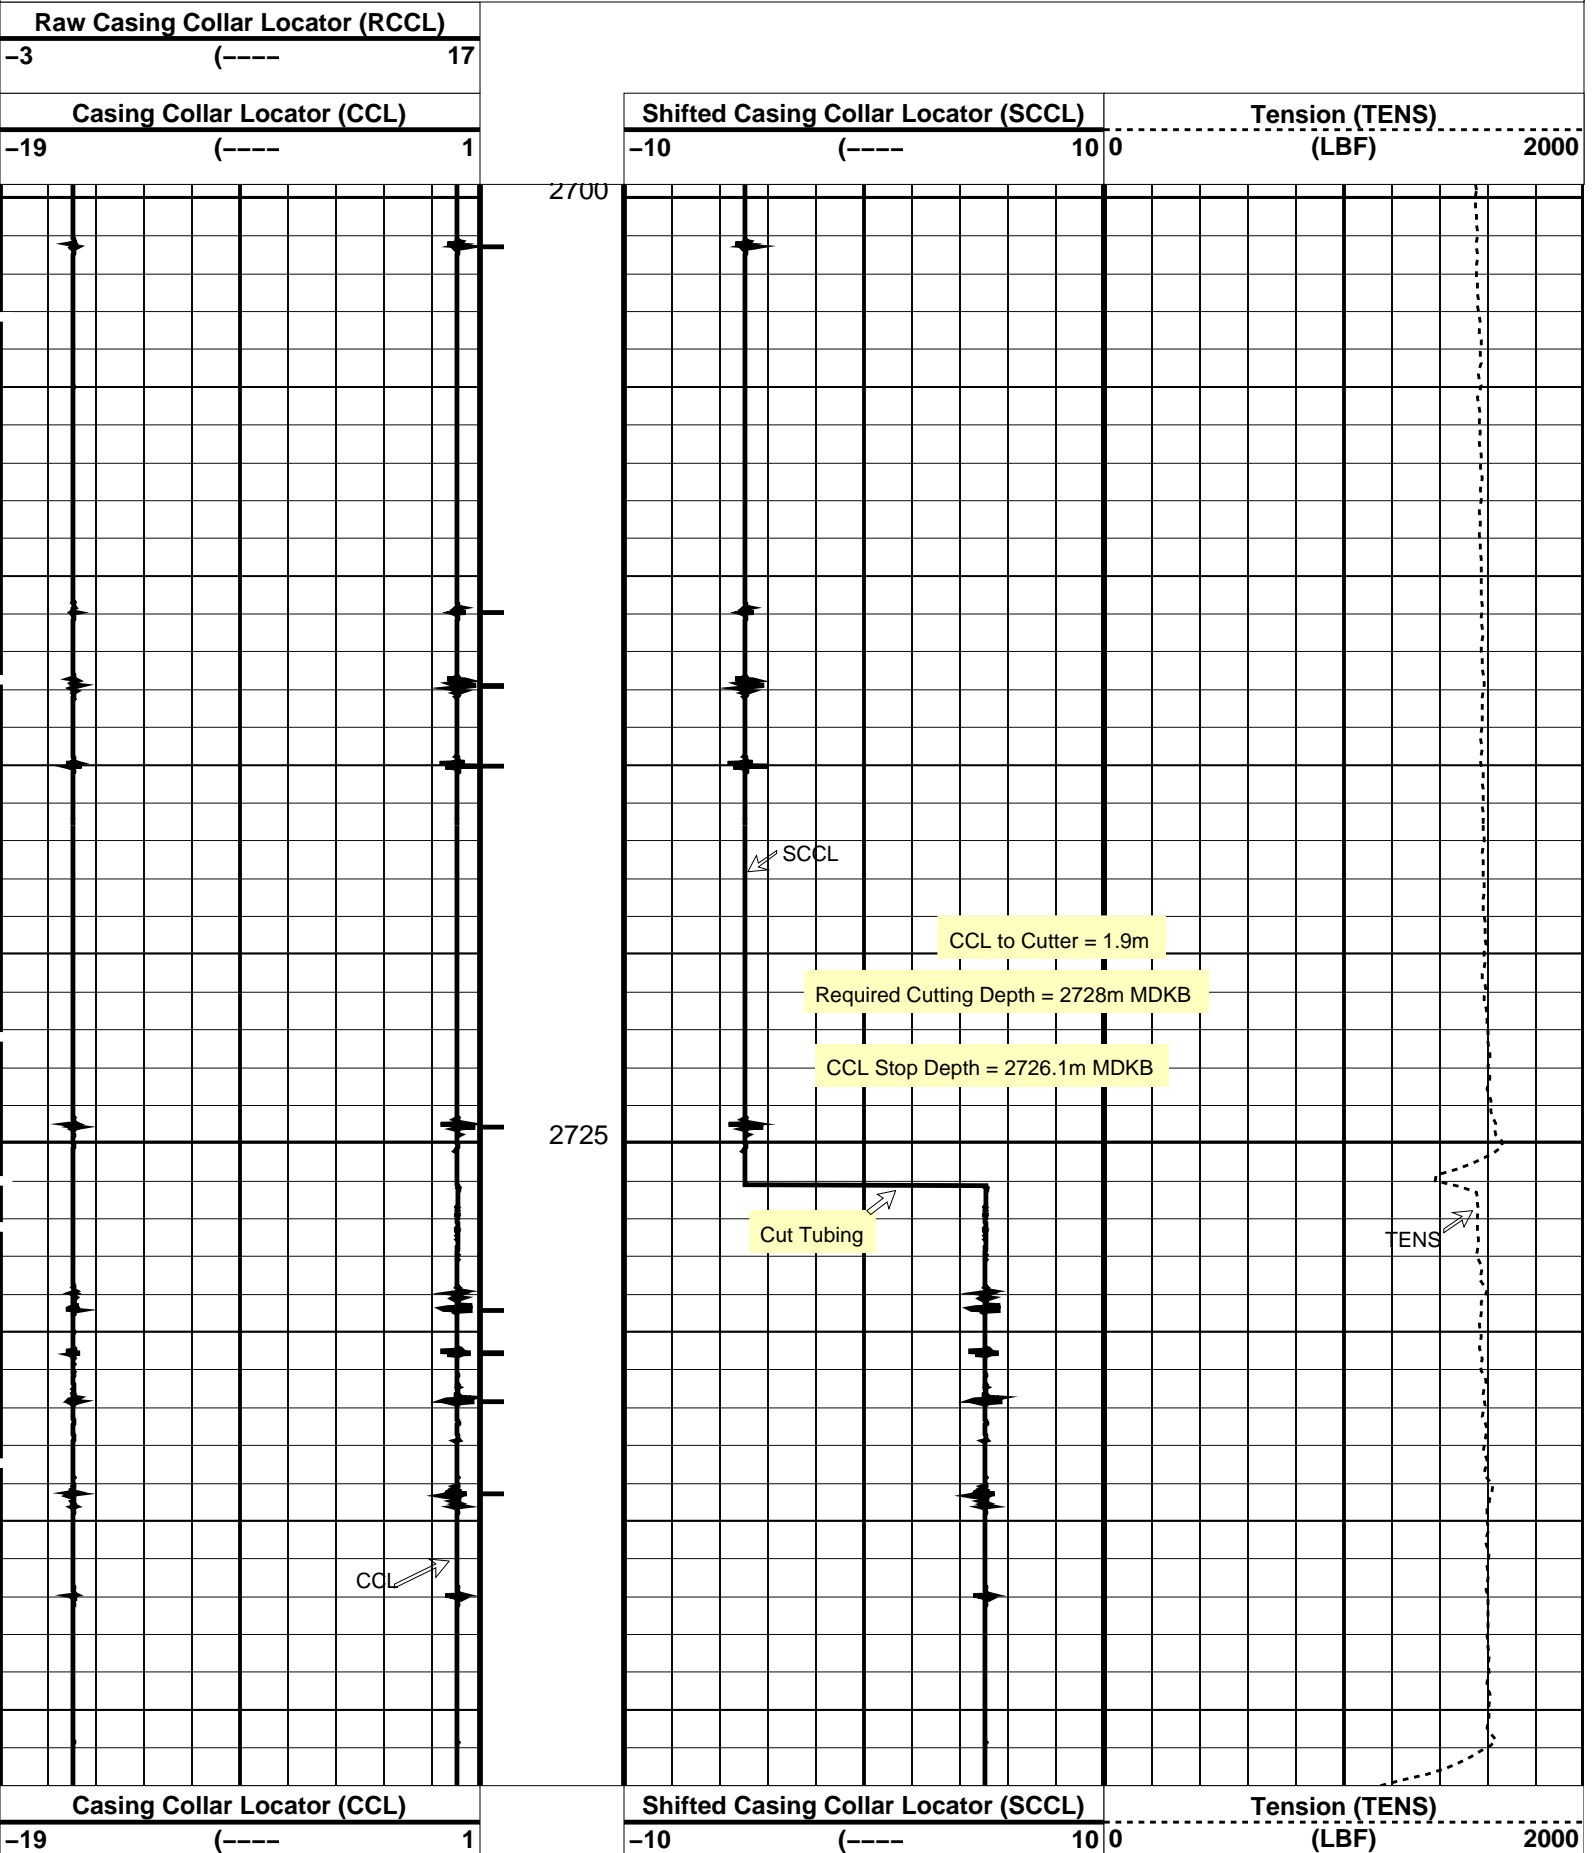 Raw Casing Collar Locator (RCCL)
−3 (−−−− 17
Casing Collar Locator (CCL)
−19 (−−−− 1
Shifted Casing Collar Locator (SCCL)
−10 (−−−− 10
Tension (TENS)
0 (LBF) 2000
2700
SCCL
CCL to Cutter = 1.9m
Required Cutting Depth = 2728m MDKB
CCL Stop Depth = 2726.1m MDKB
2725
Cut Tubing
TENS
CCL
Casing Collar Locator (CCL)
−19 (−−−− 1
Shifted Casing Collar Locator (SCCL)
−10 (−−−− 10
Tension (TENS)
0 (LBF) 2000